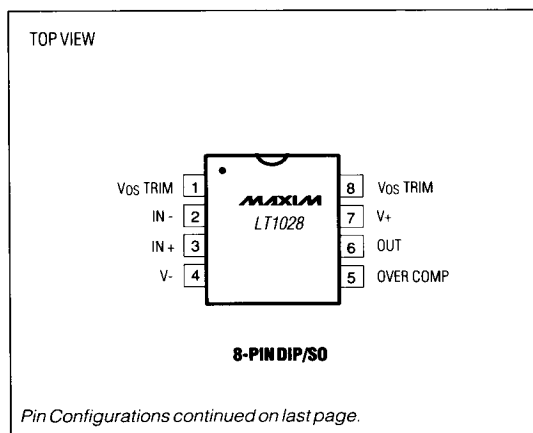 TOP VIEW
VOS TRIM 1 8 VOS TRIM
MAXIM
IN - 2 7 V+
LT1028
IN + 3 6 OUT
V- 4 5 OVER COMP
8-PIN DIP/SO
Pin Configurations continued on last page.